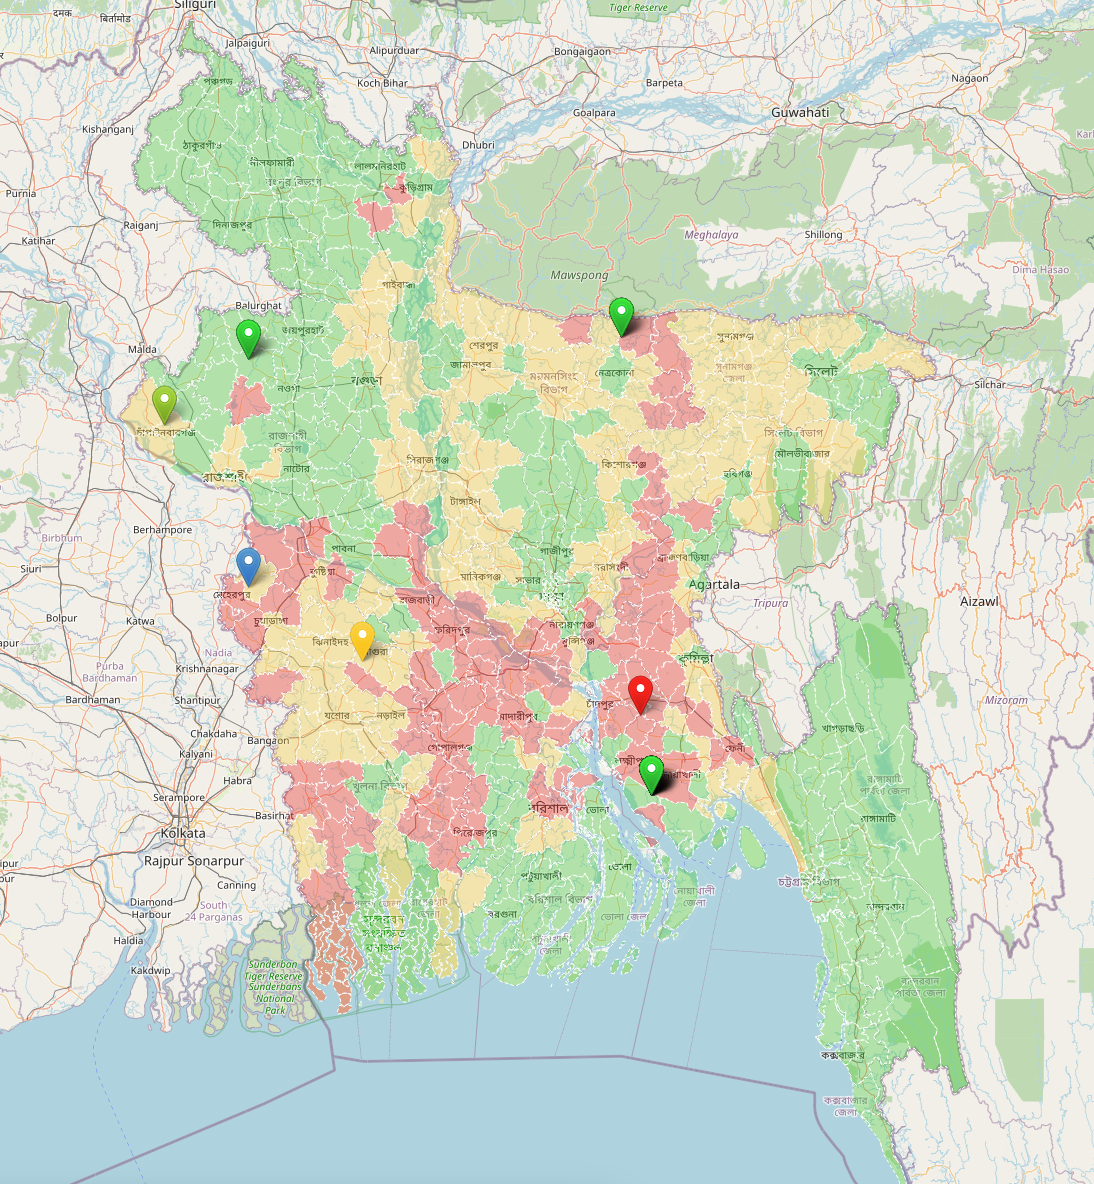 दमक
बिर्तामोड
Siliguri
Tiger Reserve
Jalpaiguri
Alipurduar
Bongaigaon
Nagaon
পঞ্চগড়
Koch Bihar
Barpeta
Goalpara
Guwahati
Kishanganj
ঠাকুরগাঁও
Dhubri
নীলফামারী
লালমনিরহাট
কুড়িগ্রাম
Purnia
Raiganj
দিনাজপুর
Katihar
Meghalaya
Shillong
Mawspong
Dima Hasao
গাইবান্ধা
Balurghat
জয়পুরহাট
Malda
শেরপুর
সুনামগঞ্জ
জামালপুর
নেত্রকোনা
সিলেট
ময়মনসিংহ
বিভাগ
সুনামগঞ্জ
জেলা
Silchar
নওগাঁ
বগুড়া
চাঁপাইনবাবগঞ্জ
রাজশাহী
বিভাগ
সিলেট বিভাগ
মৌলভীবাজার
সিরাজগঞ্জ
কিশোরগঞ্জ
হবিগঞ্জ
রাজশাহী
নাটোর
টাঙ্গাইল
Berhampore
Birbhum
পাবনা
গাজীপুর
ব্রাহ্মণবাড়িয়া
Siuri
কুষ্টিয়া
মানিকগঞ্জ
সাভার
নরসিংদী
Agartala
মেহেরপুর
রাজবাড়ী
ঢাকা
Aizawl
Tripura
Bolpur
Katwa
চুয়াডাঙ্গা
ফরিদপুর
নারায়ণগঞ্জ
মুন্সিগঞ্জ
ঝিনাইদহ
মাগুরা
Nadia
কুমিল্লা
Purba
Bardhaman
Krishnanagar
Bardhaman
Shantipur
Mizoram
যশোর
নড়াইল
মাদারীপুর
চাঁদপুর
Chakdaha
Bangaon
গোপালগঞ্জ
ফেনী
খাগড়াছড়ি
Kalyani
Habra
খুলনা বিভাগ
রাঙ্গামাটি
পার্বত্য জেলা
Serampore
Basirhat
বরিশাল
ভোলা
রাঙ্গামাটি
Kolkata
পিরোজপুর
Rajpur Sonarpur
Canning
পটুয়াখালী
ভোলা
চট্টগ্রাম বিভাগ
Diamond
Harbour
South
24 Parganas
বরগুনা
বরিশাল বিভাগ
নোয়াখালী
জেলা
বান্দরবান
ভোলা জেলা
Haldia
সুন্দরবন
সংরক্ষিত
বনাঞ্চল
পটুয়াখালী
জেলা
Kakdwip
Sunderban
Tiger Reserve
Sunderbans
National
Park
বান্দরবান
পার্বত্য জেলা
কক্সবাজার
কক্সবাজার
জেলা